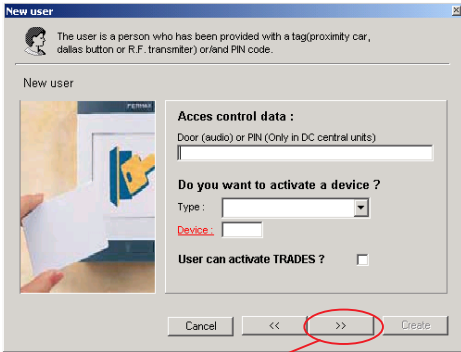 New user
The user is a person who has been provided with a tag(proximity car,
dallas button or R.F. transmiter) or/and PIN code.
New user
FERMAX
Acces control data :
Door (audio) or PIN (Only in DC central units)
Do you want to activate a device ?
Type :
Device :
User can activate TRADES ?
Cancel
<<
>>
Create